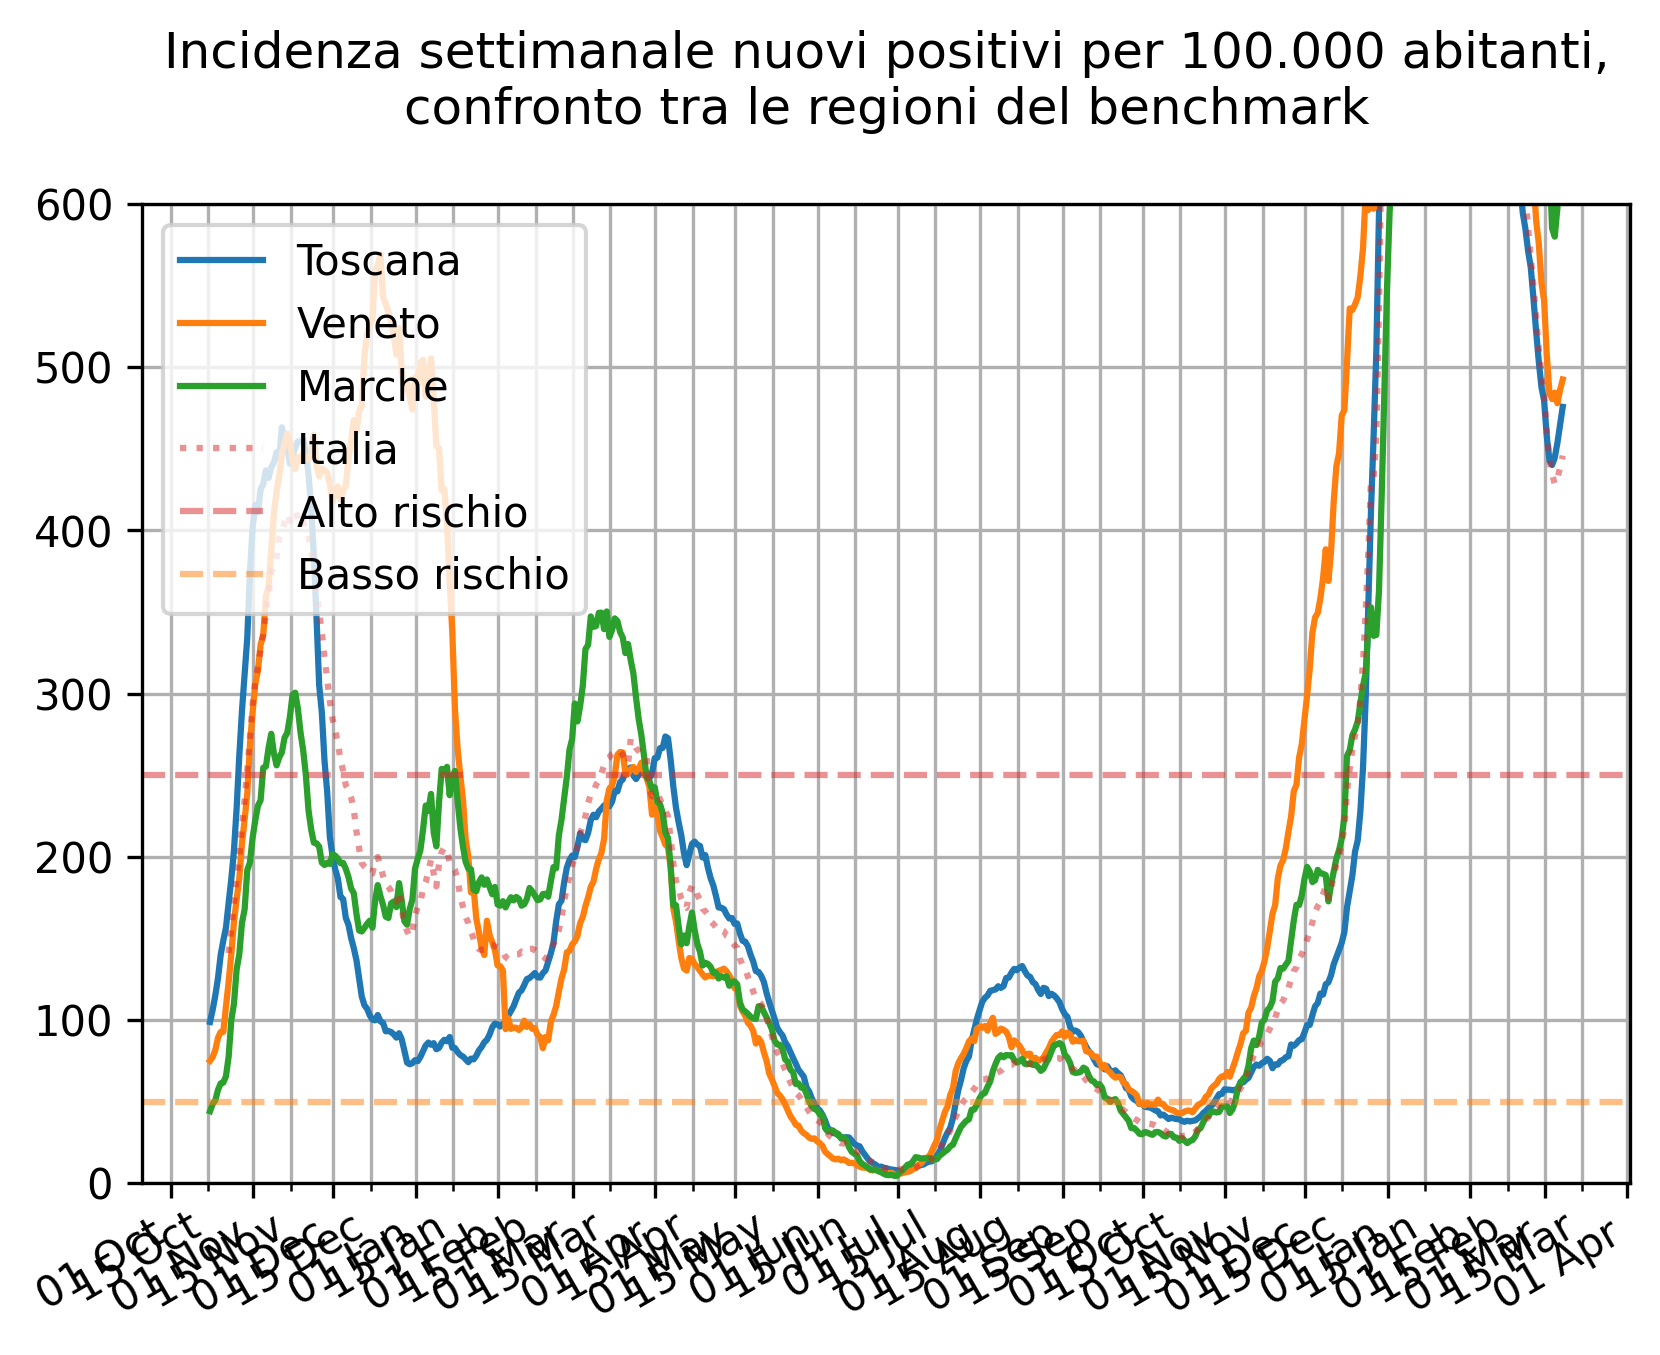 Incidenza settimanale nuovi positivi per 100.000 abitanti,
confronto tra le regioni del benchmark
600
500
400
300
200
100
0
Toscana
Veneto
Marche
Italia
Alto rischio
Basso rischio
01 Oct
15 Oct
01 Nov
15 Nov
01 Dec
15 Dec
01 Jan
15 Jan
01 Feb
15 Feb
01 Mar
15 Mar
01 Apr
15 Apr
01 May
15 May
01 Jun
15 Jun
01 Jul
15 Jul
01 Aug
15 Aug
01 Sep
15 Sep
01 Oct
15 Oct
01 Nov
15 Nov
01 Dec
15 Dec
01 Jan
15 Jan
01 Feb
15 Feb
01 Mar
15 Mar
01 Apr